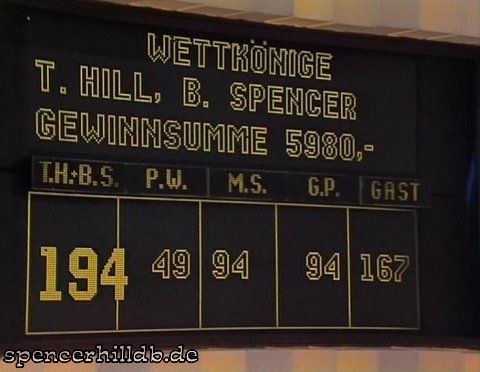 WETTKÖNIGE
T. HILL, B. SPENCER
GEWINNSUMME 5980,-
T.H.+B.S. P.W. M.S. G.P. GAST
194 49 94 94 167
spencerhilldb.de